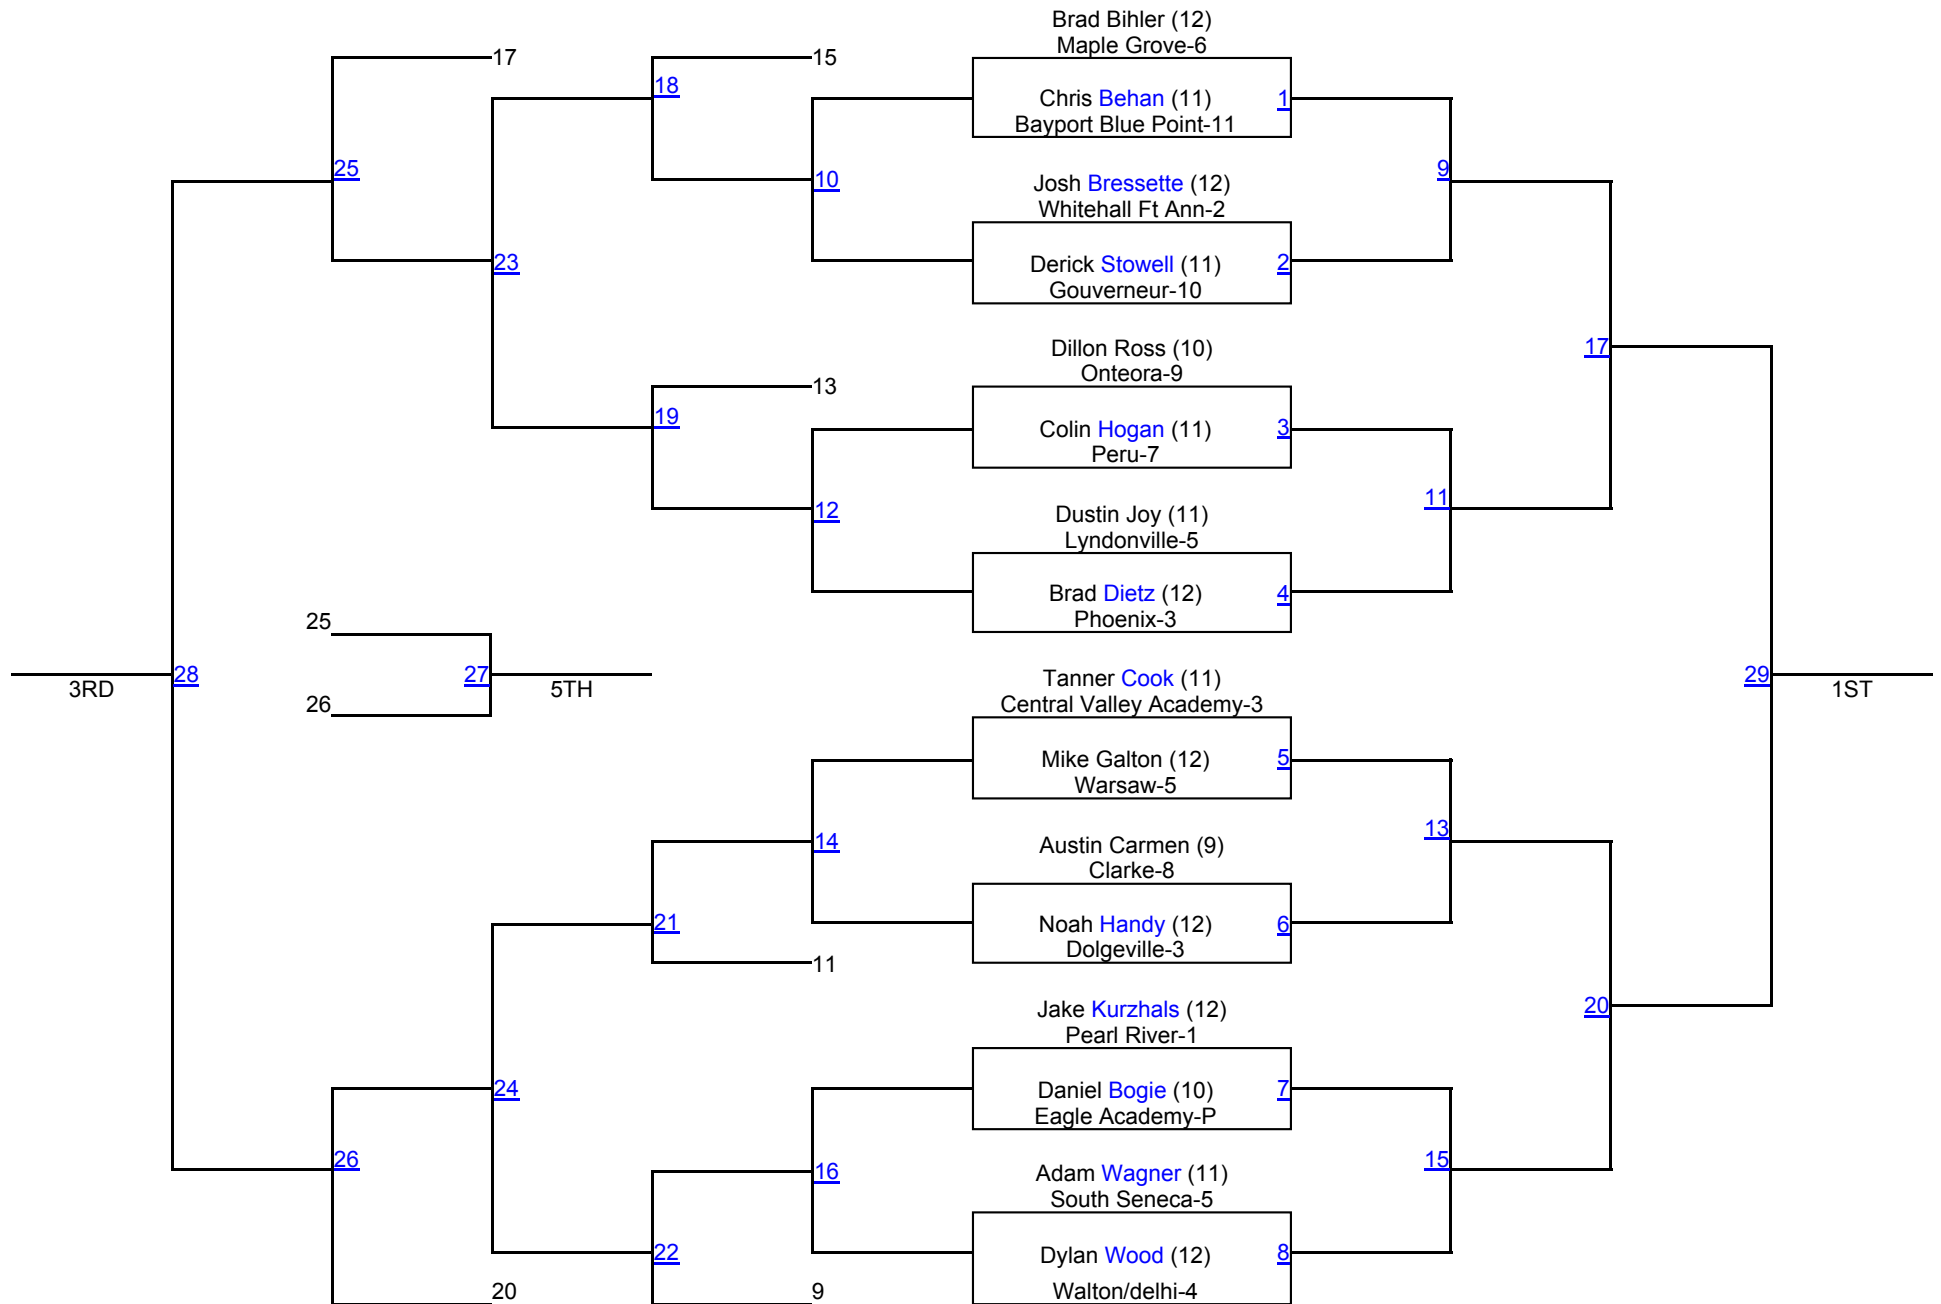 Brad Bihler (12)
Maple Grove-6
17
15
18
Chris Behan (11)
1
Bayport Blue Point-11
25
10
9
Josh Bressette (12)
Whitehall Ft Ann-2
23
Derick Stowell (11)
2
Gouverneur-10
Dillon Ross (10)
17
Onteora-9
13
19
Colin Hogan (11)
3
Peru-7
12
11
Dustin Joy (11)
Lyndonville-5
Brad Dietz (12)
4
Phoenix-3
25
3RD
28
27
5TH
26
Tanner Cook (11)
Central Valley Academy-3
29
1ST
Mike Galton (12)
5
Warsaw-5
14
13
Austin Carmen (9)
Clarke-8
21
Noah Handy (12)
6
Dolgeville-3
11
Jake Kurzhals (12)
20
Pearl River-1
24
Daniel Bogie (10)
7
Eagle Academy-P
26
16
15
Adam Wagner (11)
South Seneca-5
22
Dylan Wood (12)
8
20
9
Walton/delhi-4